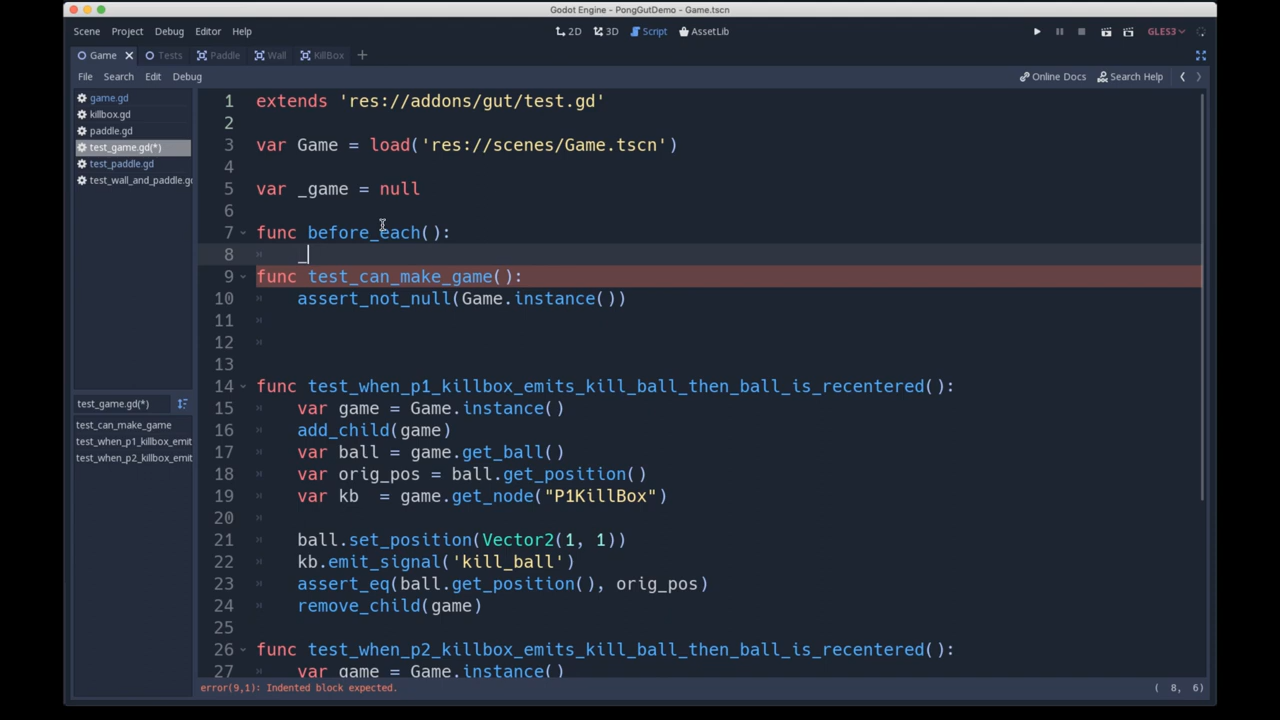 Godot Engine - PongGutDemo - Game.tscn
Scene Project Debug Editor Help 2D 3D Script AssetLib GLES3
Game Tests Paddle Wall KillBox
File Search Edit Debug Online Docs Search Help
game.gd
killbox.gd
paddle.gd
test_game.gd(*)
test_paddle.gd
test_wall_and_paddle.gd
test_game.gd(*)
test_can_make_game
test_when_p1_killbox_emit
test_when_p2_killbox_emit
1 extends 'res://addons/gut/test.gd'
2
3 var Game = load('res://scenes/Game.tscn')
4
5 var _game = null
6
7 func before_each():
8 _
9 func test_can_make_game():
10 assert_not_null(Game.instance())
11
12
13
14 func test_when_p1_killbox_emits_kill_ball_then_ball_is_recentered():
15 var game = Game.instance()
16 add_child(game)
17 var ball = game.get_ball()
18 var orig_pos = ball.get_position()
19 var kb  = game.get_node("P1KillBox")
20
21 ball.set_position(Vector2(1, 1))
22 kb.emit_signal('kill_ball')
23 assert_eq(ball.get_position(), orig_pos)
24 remove_child(game)
25
26 func test_when_p2_killbox_emits_kill_ball_then_ball_is_recentered():
27 var game = Game.instance()
error(9,1): Indented block expected. ( 8, 6)